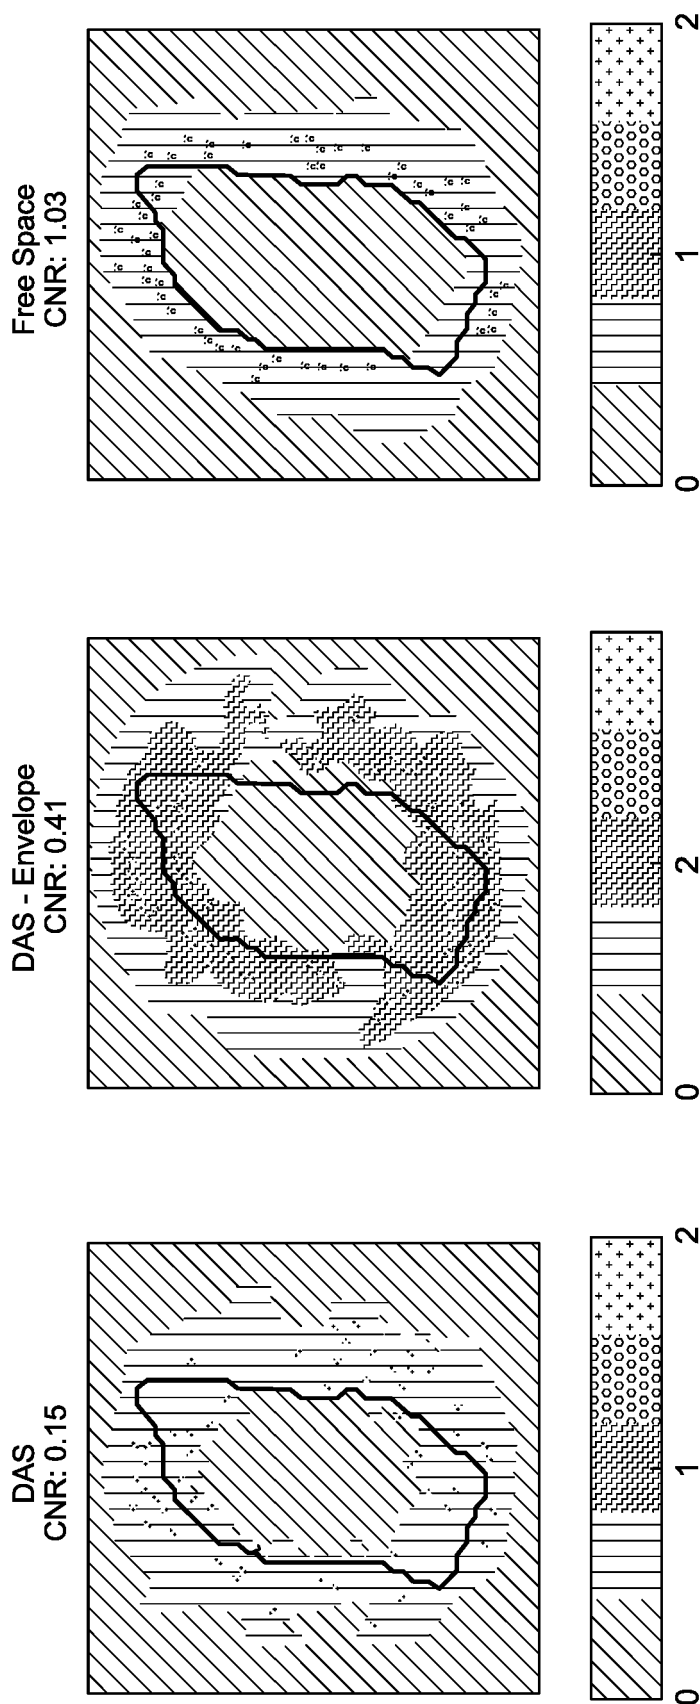 DAS
CNR: 0.15
0
1
2
DAS - Envelope
CNR: 0.41
0
2
Free Space
CNR: 1.03
0
1
2